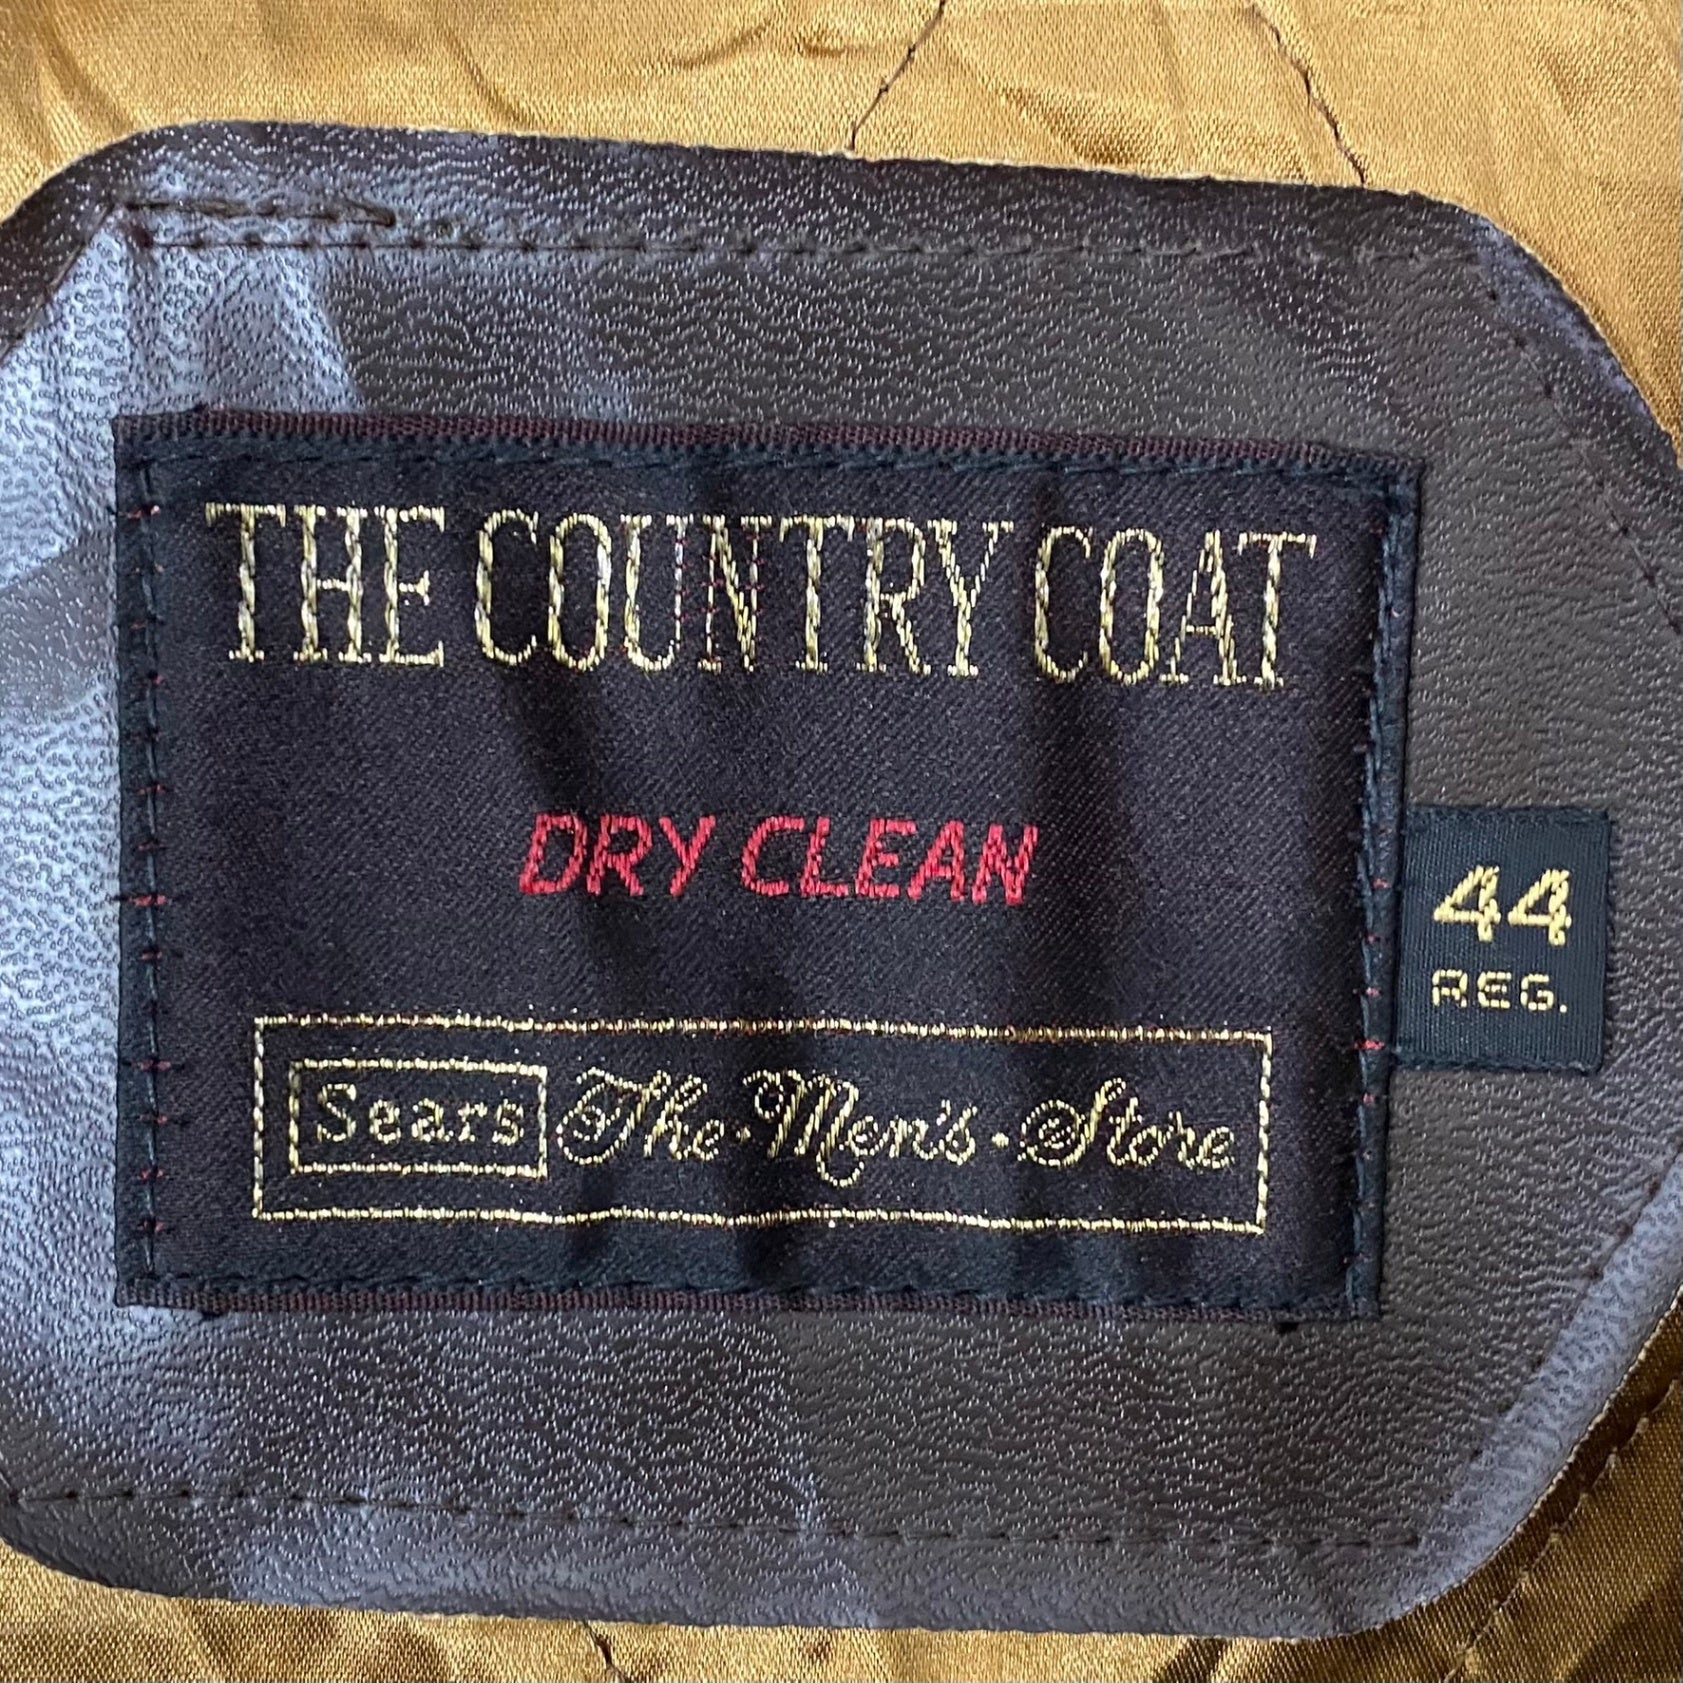 THE COUNTRY COAT
DRY CLEAN
44
REG.
Sears The·Men's·Store